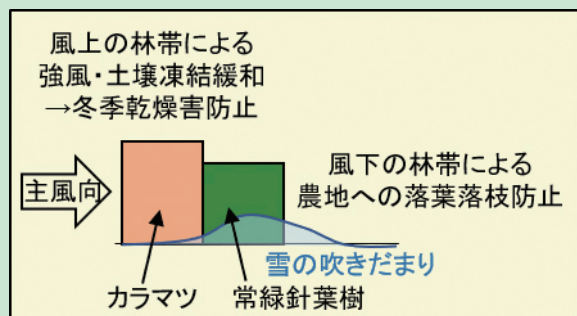 風上の林帯による
強風・土壌凍結緩和
→冬季乾燥害防止
主風向
風下の林帯による
農地への落葉落枝防止
雪の吹きだまり
カラマツ
常緑針葉樹